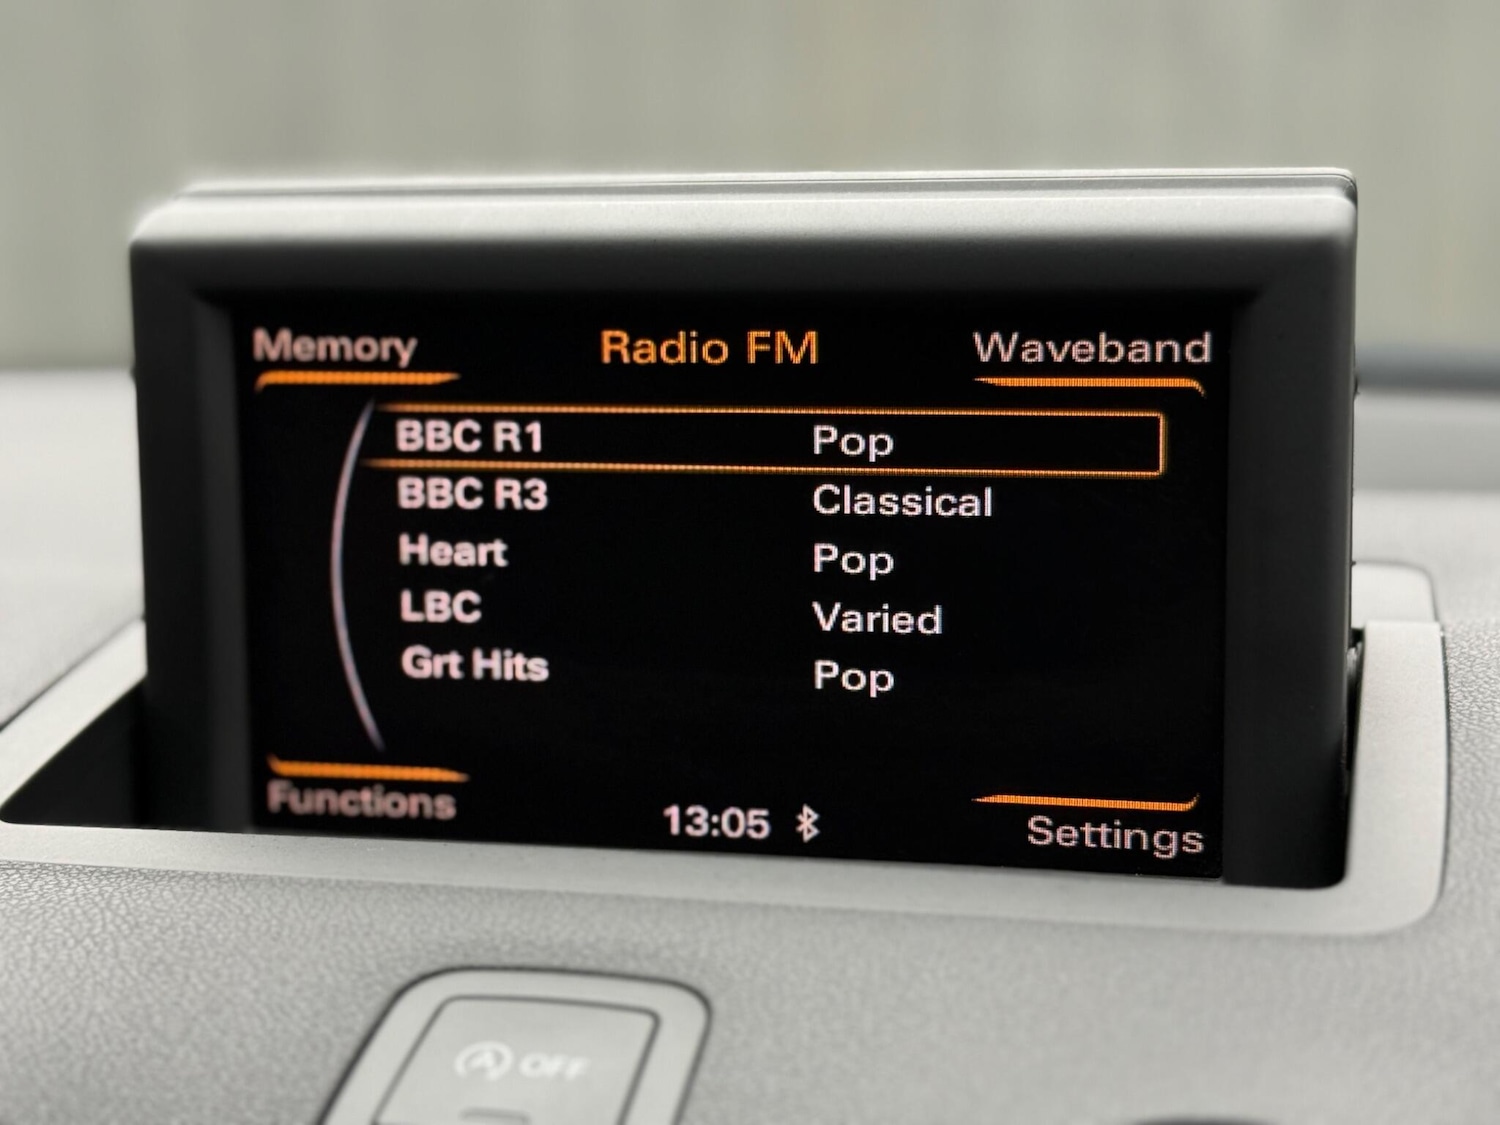 Memory Radio FM Waveband
BBC R1 Pop
BBC R3 Classical
Heart Pop
LBC Varied
Grt Hits Pop
Functions 13:05 Settings
A OFF